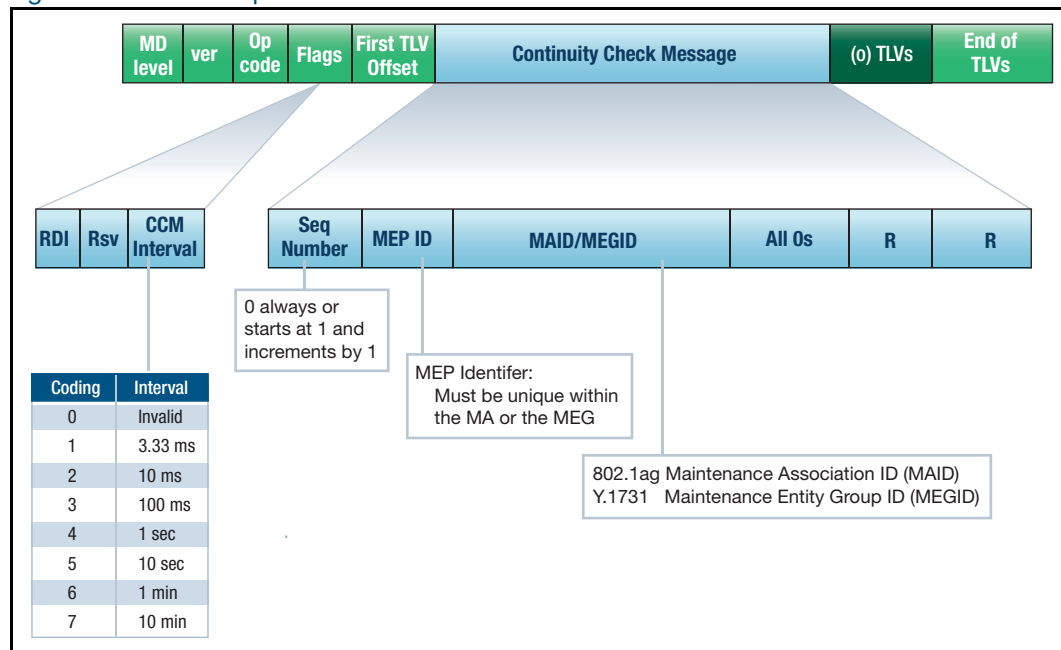 MD level
ver
Op code
Flags
First TLV Offset
Continuity Check Message
(o) TLVs
End of TLVs
RDI
Rsv
CCM Interval
Seq Number
MEP ID
MAID/MEGID
All 0s
R
R
0 always or
starts at 1 and
increments by 1
MEP Identifer:
Must be unique within
the MA or the MEG
802.1ag Maintenance Association ID (MAID)
Y.1731 Maintenance Entity Group ID (MEGID)
Coding Interval
0 Invalid
1 3.33 ms
2 10 ms
3 100 ms
4 1 sec
5 10 sec
6 1 min
7 10 min